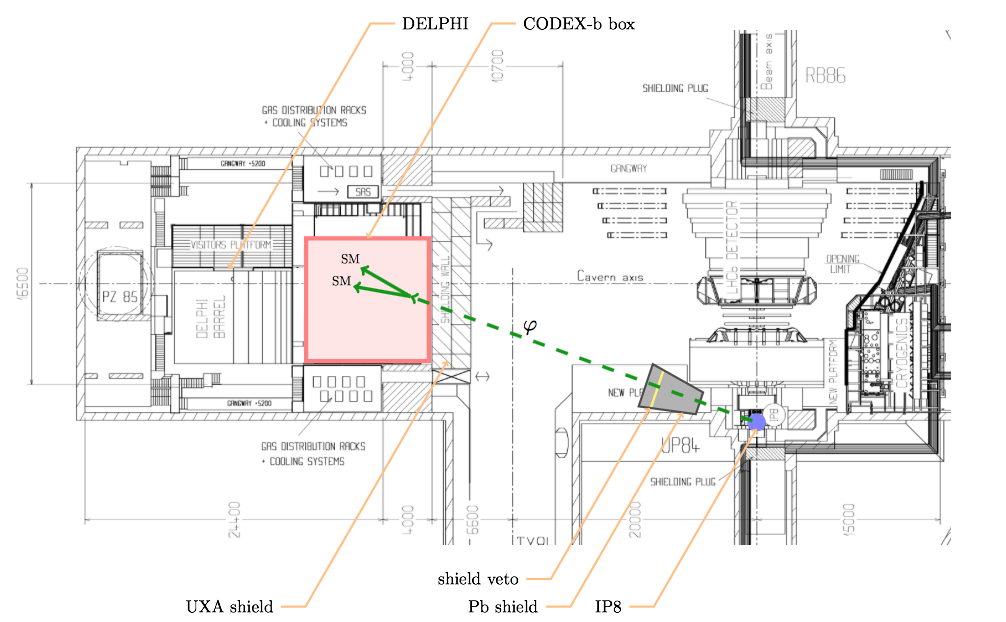 DELPHI
CODEX-b box
4000
10700
Beam axis
RB86
SHIELDING PLUG
GAS DISTRIBUTION RACKS
+ COOLING SYSTEMS
GANGWAY +5200
GANGWAY
SAS
LHCB DETECTOR
VISITORS PLATFORM
SM
SM
SHIELDING WALL
Cavern axis
OPENING
LIMIT
16500
PZ 85
DELPHI
BARREL
φ
CRYOGENICS
NEW PLATFORM
NEW PL
GANGWAY +5200
IP8
UP84
GAS DISTRIBUTION RACKS
+ COOLING SYSTEMS
SHIELDING PLUG
24400
4000
6600
20000
15000
shield veto
UXA shield
Pb shield
IP8